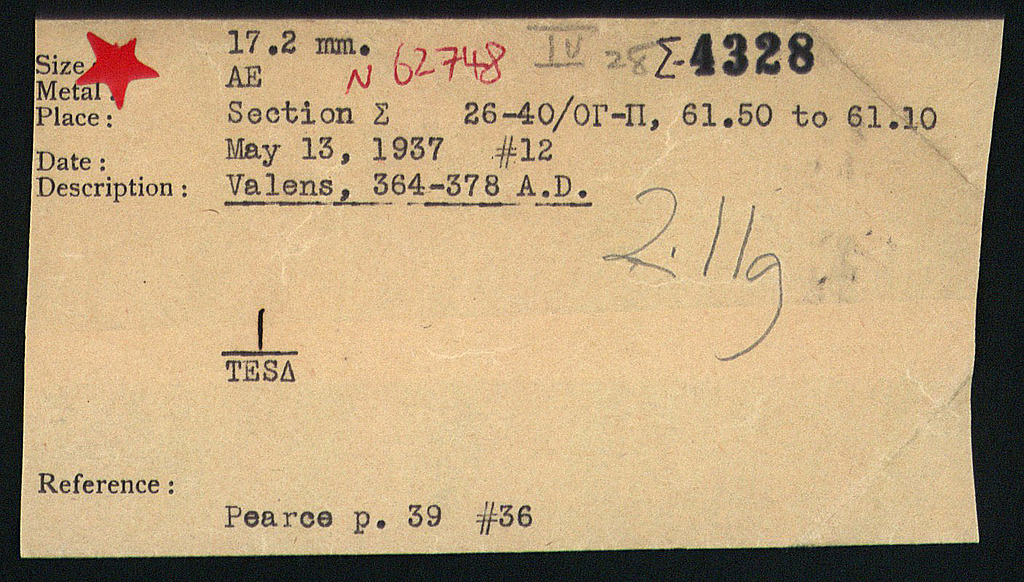 Size: 17.2 mm. N 62748 IV 28 Σ-4328
Metal: AE
Place: Section Σ 26-40/ΟΓ-Π, 61.50 to 61.10
Date: May 13, 1937 #12
Description: Valens, 364-378 A.D.
2.11g
|
TESΔ
Reference:
Pearce p. 39 #36